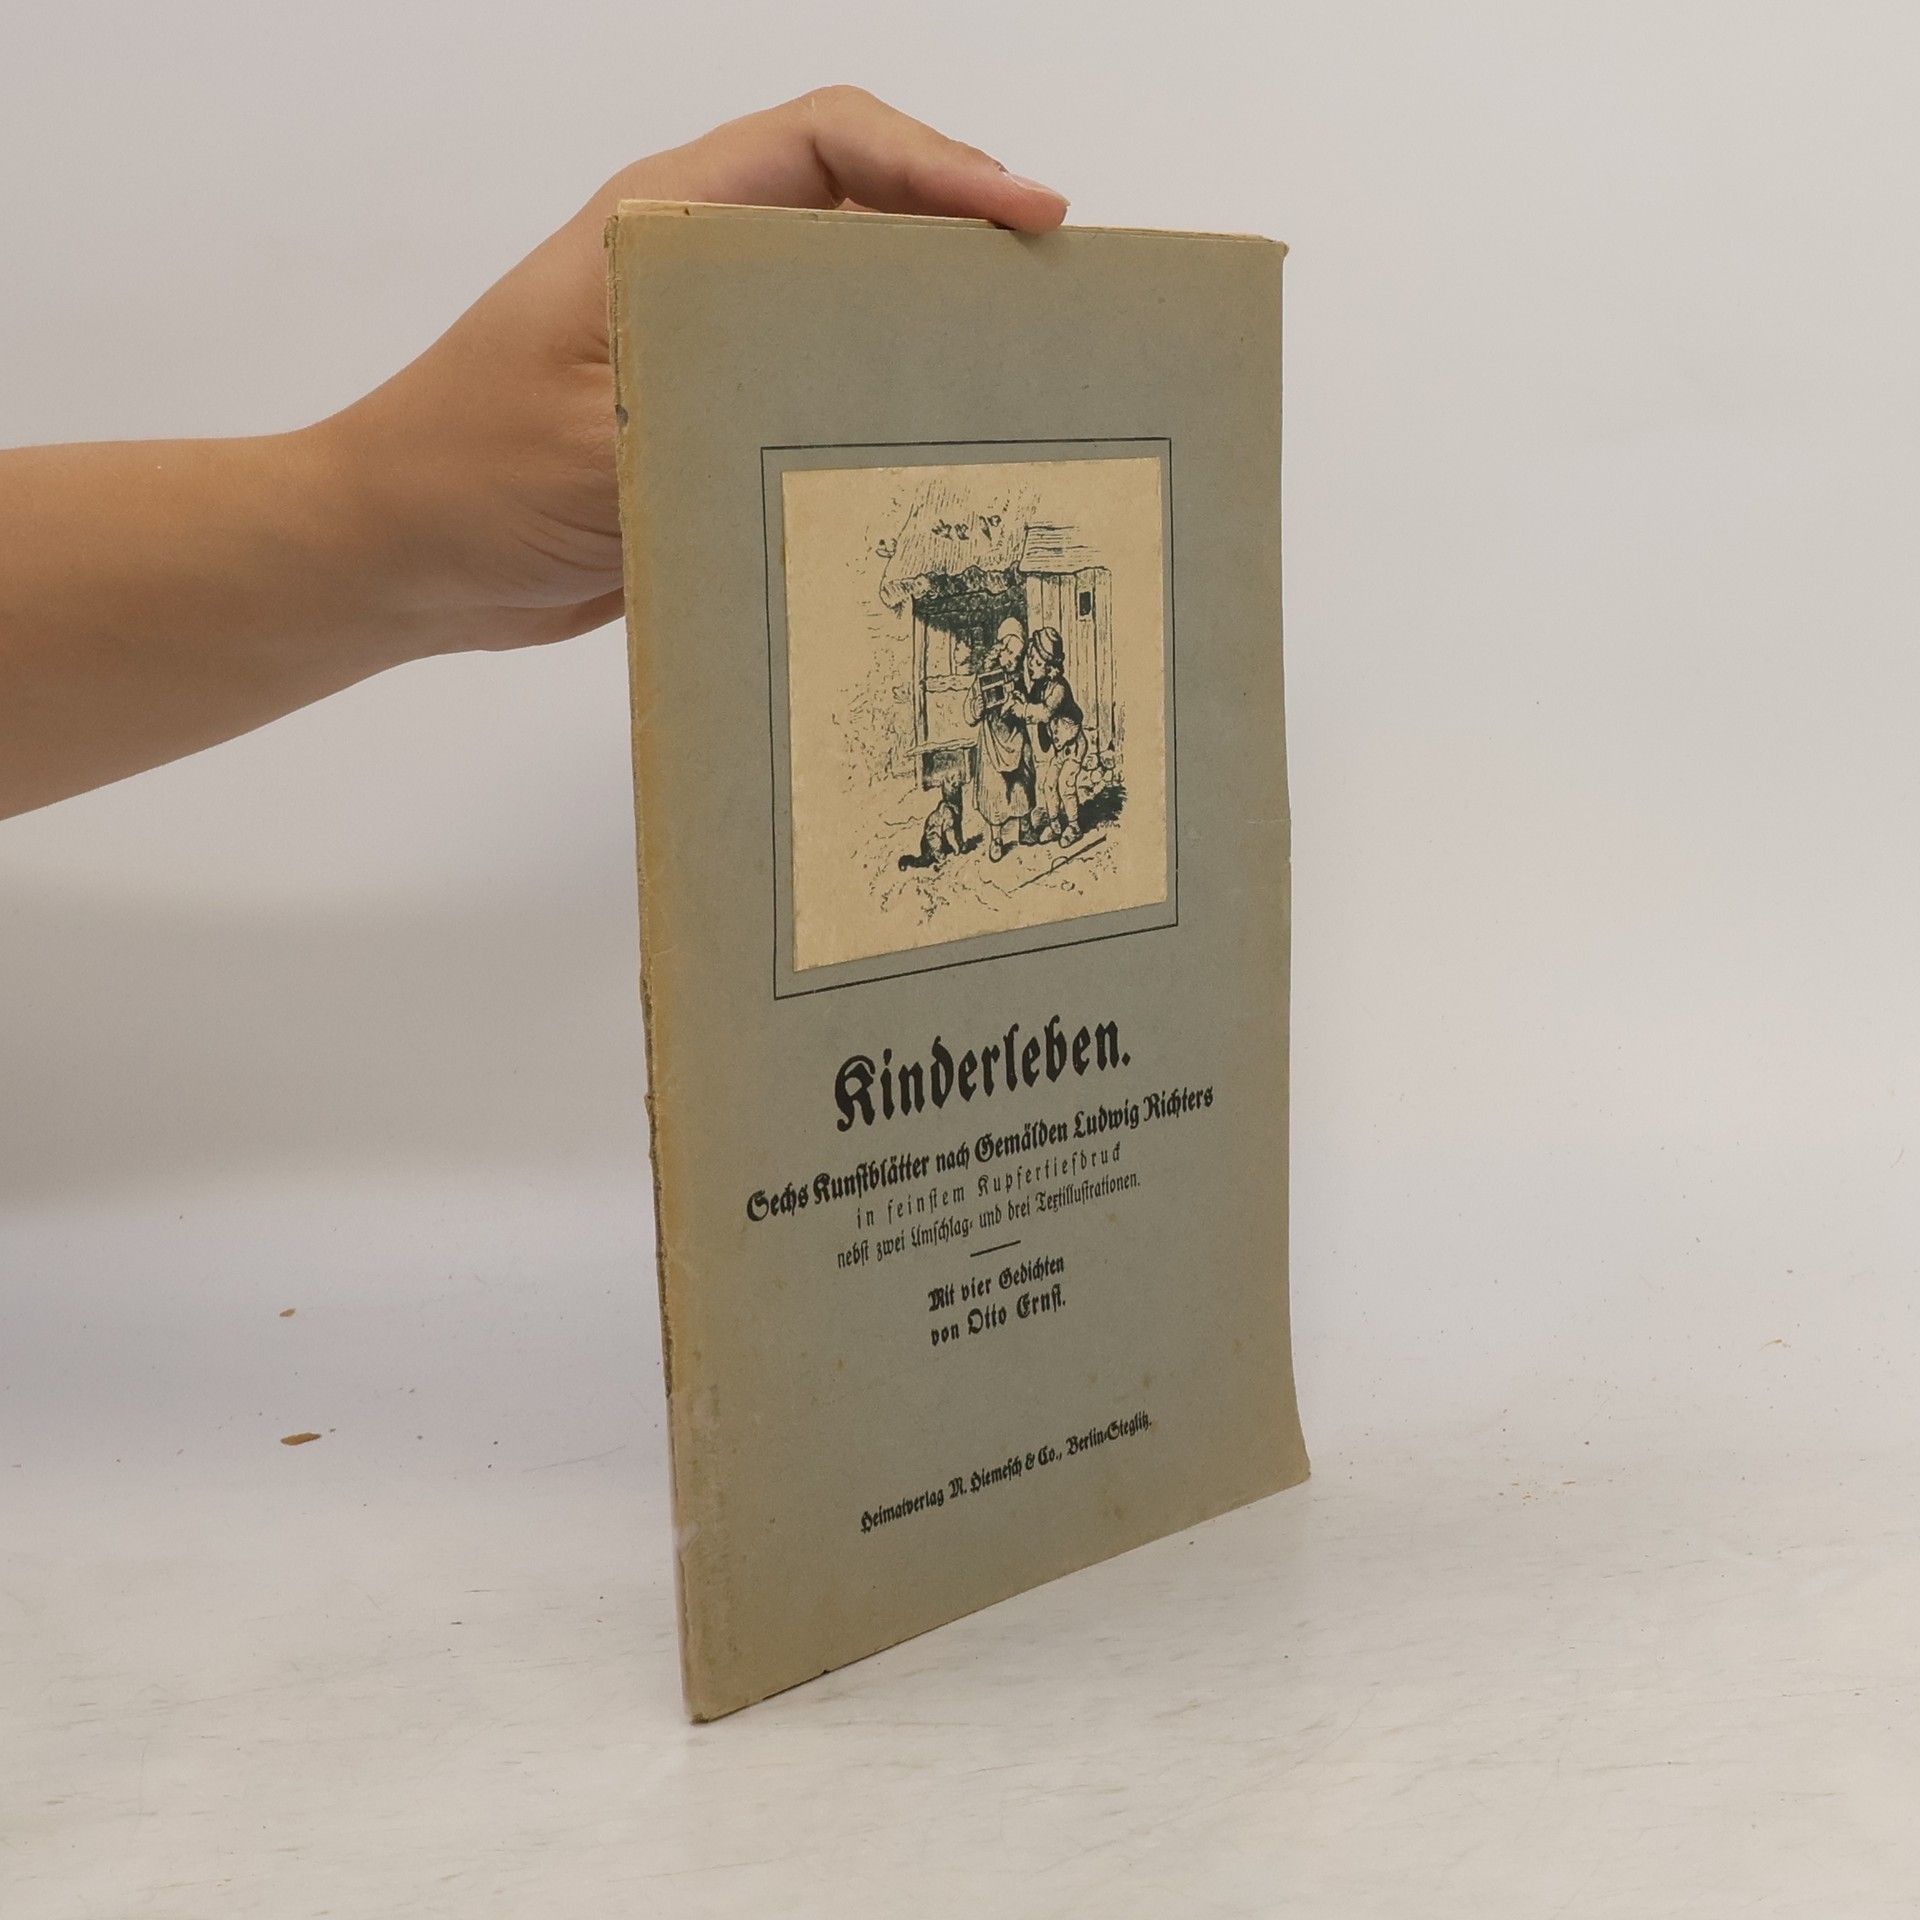 Kinderleben.
Sechs Kunstblätter nach Gemälden Ludwig Richters
in feinstem Kupfertiefdruck
nebst zwei Umschlag- und drei Textillustrationen.
Mit vier Gedichten
von Otto Ernst.
Heimatverlag M. Hiemesch & Co., Berlin-Steglitz.